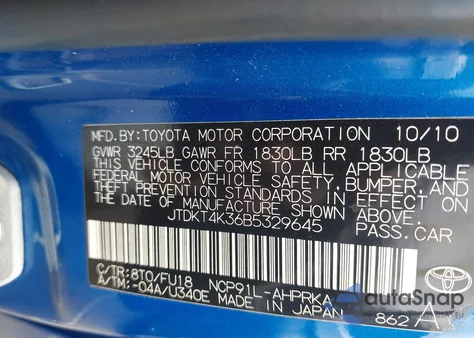 MFD.BY:TOYOTA MOTOR CORPORATION 10/10
GVWR 3245LB GAWR FR 1830LB RR 1830LB
THIS VEHICLE CONFORMS TO ALL APPLICABLE
FEDERAL MOTOR VEHICLE SAFETY,BUMPER,AND
THEFT PREVENTION STANDARDS IN EFFECT ON
THE DATE OF MANUFACTURE SHOWN ABOVE.
JTDKT4K36B5329645 PASS.CAR
C/TR:8T0/FU18 NCP91L-AHPRKA
A/TM:-04A/U340E MADE IN JAPAN 862
TOYOTA
autoSnap